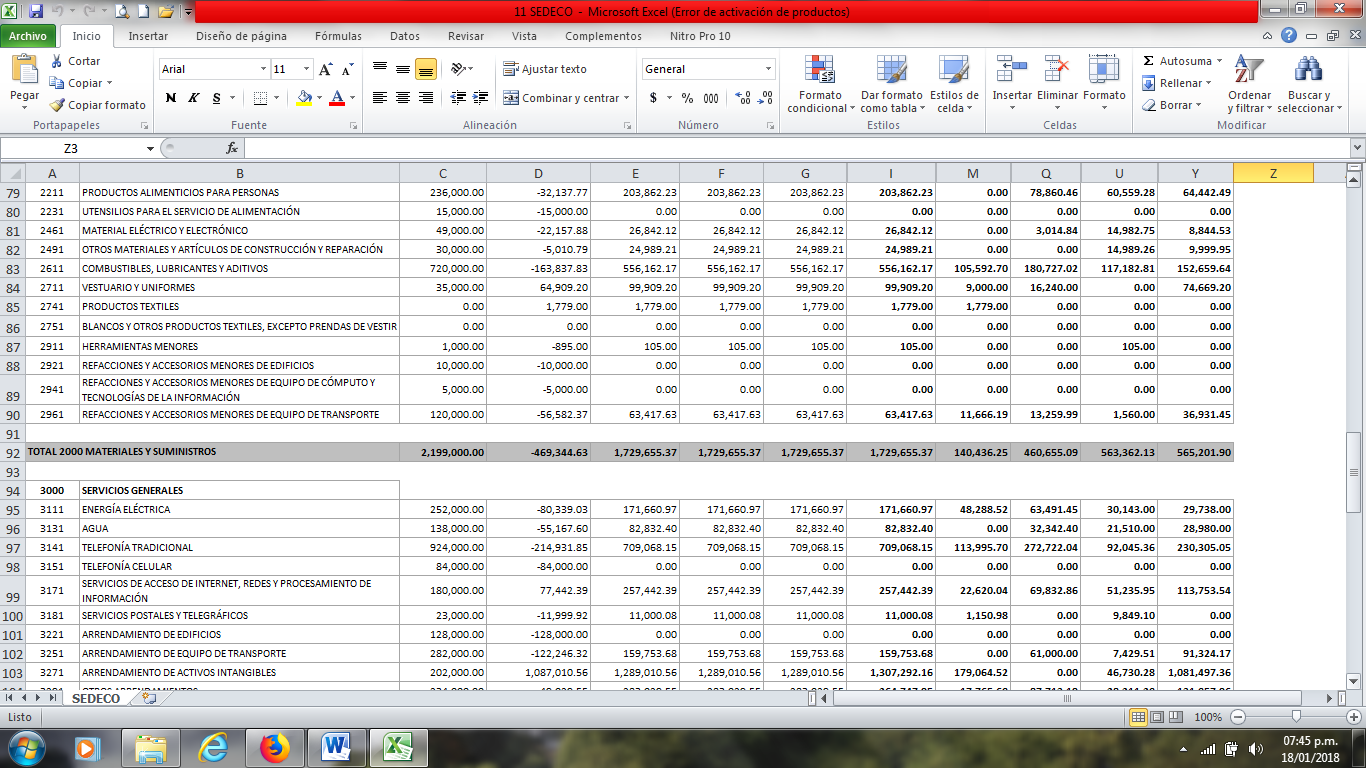 11 SEDECO - Microsoft Excel (Error de activación de productos)
Archivo Inicio Insertar Diseño de página Fórmulas Datos Revisar Vista Complementos Nitro Pro 10
Pegar Cortar Copiar Copiar formato Portapapeles
Arial 11 N K S Fuente
Ajustar texto Combinar y centrar Alineación
General $ % 000 Número
Formato condicional Dar formato como tabla Estilos de celda Estilos
Insertar Eliminar Formato Celdas
Σ Autosuma Rellenar Borrar Ordenar y filtrar Buscar y seleccionar Modificar
Z3 fx
A B C D E F G I M Q U Y Z
79 2211 PRODUCTOS ALIMENTICIOS PARA PERSONAS 236,000.00 -32,137.77 203,862.23 203,862.23 203,862.23 203,862.23 0.00 78,860.46 60,559.28 64,442.49
80 2231 UTENSILIOS PARA EL SERVICIO DE ALIMENTACIÓN 15,000.00 -15,000.00 0.00 0.00 0.00 0.00 0.00 0.00 0.00 0.00
81 2461 MATERIAL ELÉCTRICO Y ELECTRÓNICO 49,000.00 -22,157.88 26,842.12 26,842.12 26,842.12 26,842.12 0.00 3,014.84 14,982.75 8,844.53
82 2491 OTROS MATERIALES Y ARTÍCULOS DE CONSTRUCCIÓN Y REPARACIÓN 30,000.00 -5,010.79 24,989.21 24,989.21 24,989.21 24,989.21 0.00 0.00 14,989.26 9,999.95
83 2611 COMBUSTIBLES, LUBRICANTES Y ADITIVOS 720,000.00 -163,837.83 556,162.17 556,162.17 556,162.17 556,162.17 105,592.70 180,727.02 117,182.81 152,659.64
84 2711 VESTUARIO Y UNIFORMES 35,000.00 64,909.20 99,909.20 99,909.20 99,909.20 99,909.20 9,000.00 16,240.00 0.00 74,669.20
85 2741 PRODUCTOS TEXTILES 0.00 1,779.00 1,779.00 1,779.00 1,779.00 1,779.00 1,779.00 0.00 0.00 0.00
86 2751 BLANCOS Y OTROS PRODUCTOS TEXTILES, EXCEPTO PRENDAS DE VESTIR 0.00 0.00 0.00 0.00 0.00 0.00 0.00 0.00 0.00 0.00
87 2911 HERRAMIENTAS MENORES 1,000.00 -895.00 105.00 105.00 105.00 105.00 0.00 0.00 105.00 0.00
88 2921 REFACCIONES Y ACCESORIOS MENORES DE EDIFICIOS 10,000.00 -10,000.00 0.00 0.00 0.00 0.00 0.00 0.00 0.00 0.00
89 2941 REFACCIONES Y ACCESORIOS MENORES DE EQUIPO DE CÓMPUTO Y
TECNOLOGÍAS DE LA INFORMACIÓN 5,000.00 -5,000.00 0.00 0.00 0.00 0.00 0.00 0.00 0.00 0.00
90 2961 REFACCIONES Y ACCESORIOS MENORES DE EQUIPO DE TRANSPORTE 120,000.00 -56,582.37 63,417.63 63,417.63 63,417.63 63,417.63 11,666.19 13,259.99 1,560.00 36,931.45
91
92 TOTAL 2000 MATERIALES Y SUMINISTROS 2,199,000.00 -469,344.63 1,729,655.37 1,729,655.37 1,729,655.37 1,729,655.37 140,436.25 460,655.09 563,362.13 565,201.90
93
94 3000 SERVICIOS GENERALES
95 3111 ENERGÍA ELÉCTRICA 252,000.00 -80,339.03 171,660.97 171,660.97 171,660.97 171,660.97 48,288.52 63,491.45 30,143.00 29,738.00
96 3131 AGUA 138,000.00 -55,167.60 82,832.40 82,832.40 82,832.40 82,832.40 0.00 32,342.40 21,510.00 28,980.00
97 3141 TELEFONÍA TRADICIONAL 924,000.00 -214,931.85 709,068.15 709,068.15 709,068.15 709,068.15 113,995.70 272,722.04 92,045.36 230,305.05
98 3151 TELEFONÍA CELULAR 84,000.00 -84,000.00 0.00 0.00 0.00 0.00 0.00 0.00 0.00 0.00
99 3171 SERVICIOS DE ACCESO DE INTERNET, REDES Y PROCESAMIENTO DE
INFORMACIÓN 180,000.00 77,442.39 257,442.39 257,442.39 257,442.39 257,442.39 22,620.04 69,832.86 51,235.95 113,753.54
100 3181 SERVICIOS POSTALES Y TELEGRÁFICOS 23,000.00 -11,999.92 11,000.08 11,000.08 11,000.08 11,000.08 1,150.98 0.00 9,849.10 0.00
101 3221 ARRENDAMIENTO DE EDIFICIOS 128,000.00 -128,000.00 0.00 0.00 0.00 0.00 0.00 0.00 0.00 0.00
102 3251 ARRENDAMIENTO DE EQUIPO DE TRANSPORTE 282,000.00 -122,246.32 159,753.68 159,753.68 159,753.68 159,753.68 0.00 61,000.00 7,429.51 91,324.17
103 3271 ARRENDAMIENTO DE ACTIVOS INTANGIBLES 202,000.00 1,087,010.56 1,289,010.56 1,289,010.56 1,289,010.56 1,307,292.16 179,064.52 0.00 46,730.28 1,081,497.36
SEDECO
Listo 100%
07:45 p.m.
18/01/2018